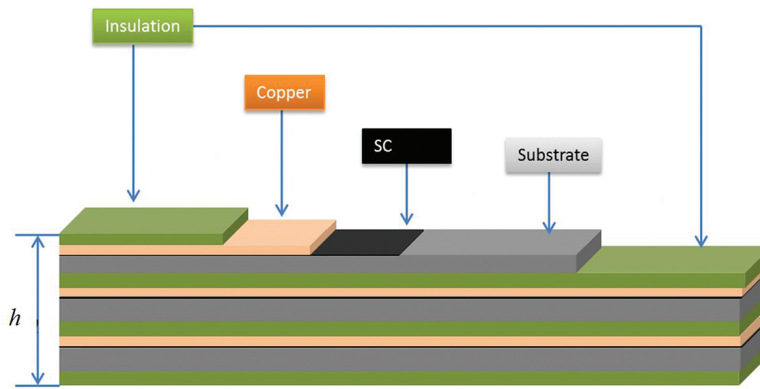 Insulation
Copper
SC
Substrate
h